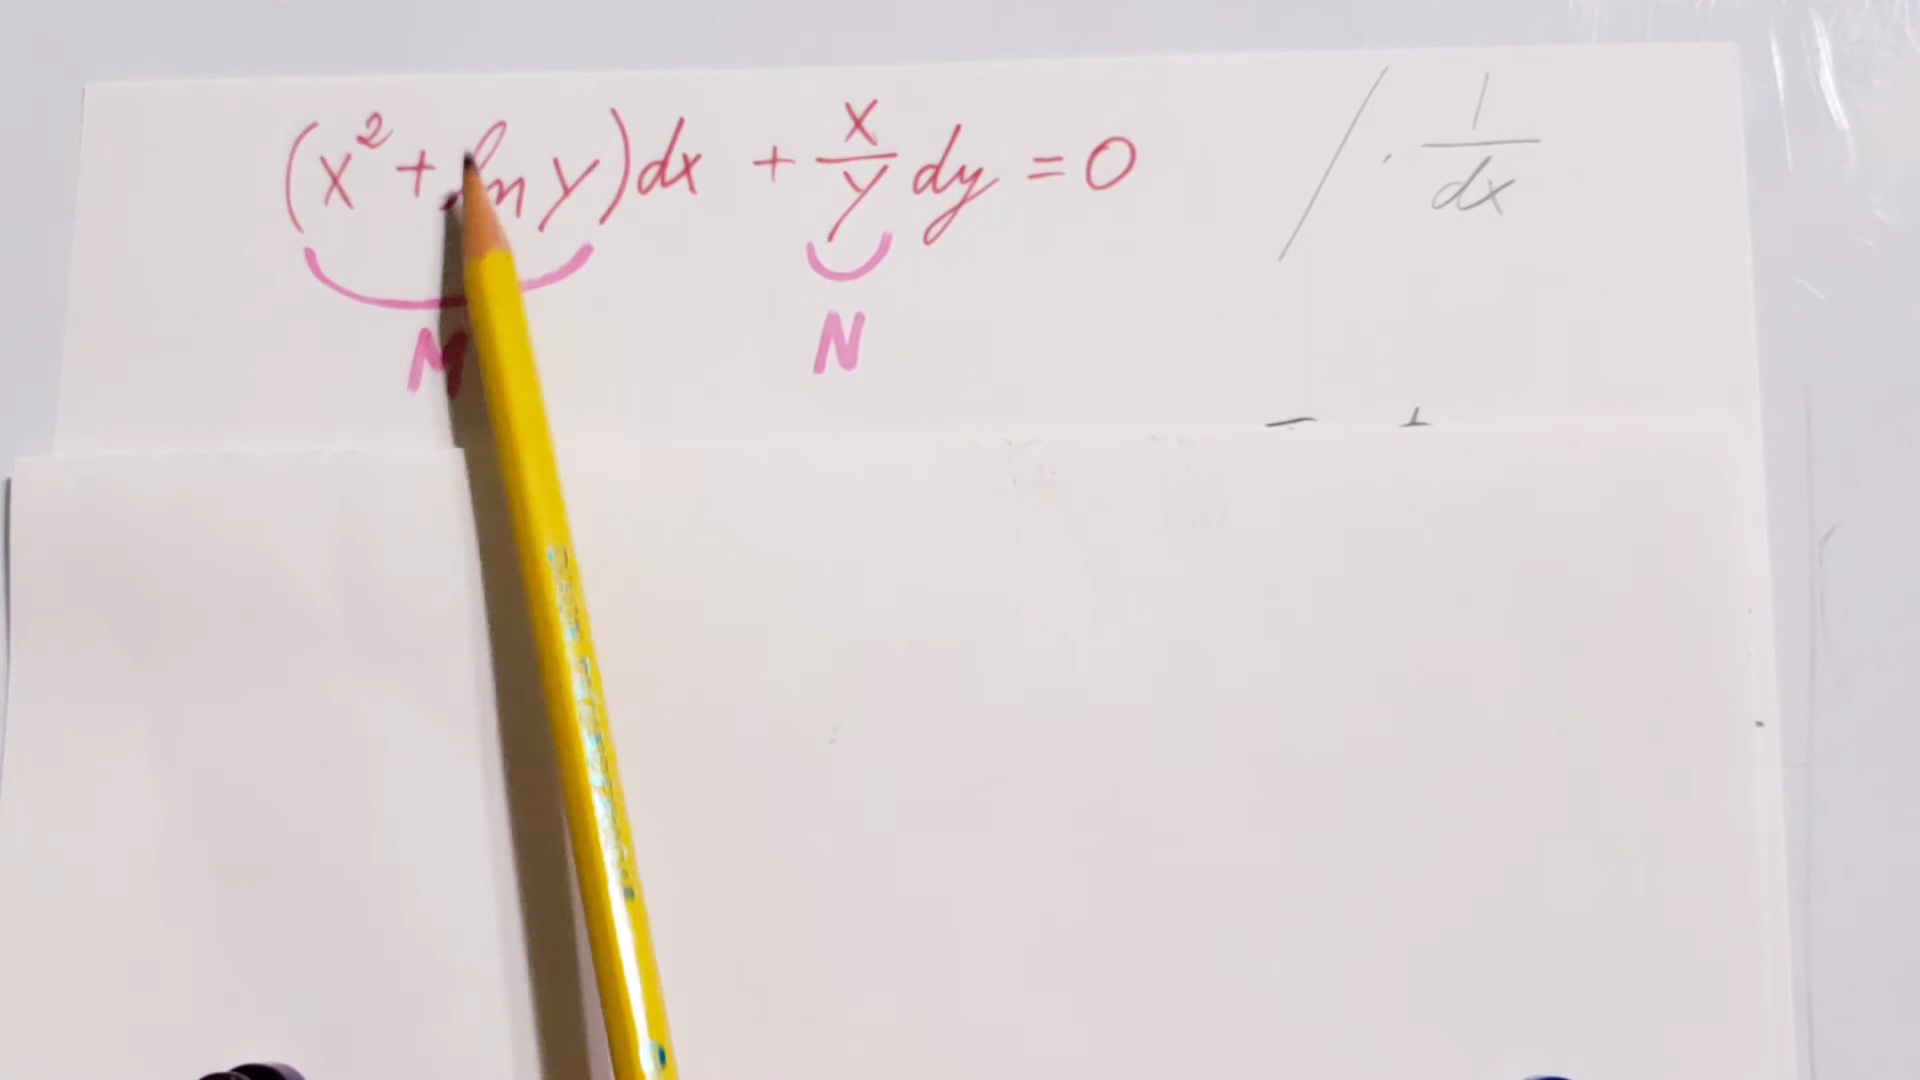 (x² + ln y)dx + x/y dy = 0 / · 1/dx
M N